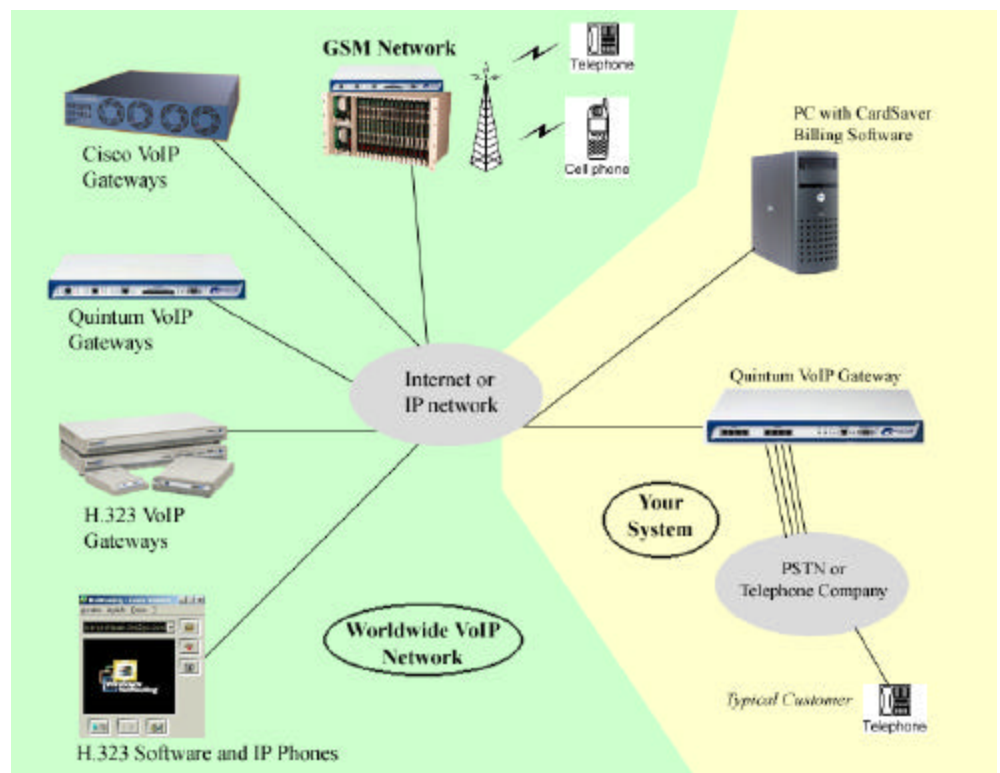 GSM Network
Telephone
Cell phone
Cisco VoIP
Gateways
PC with CardSaver
Billing Software
Quintum VoIP
Gateways
Internet or
IP network
Quintum VoIP Gateway
H.323 VoIP
Gateways
Your
System
PSTN or
Telephone Company
Worldwide VoIP
Network
Typical Customer
Telephone
H.323 Software and IP Phones